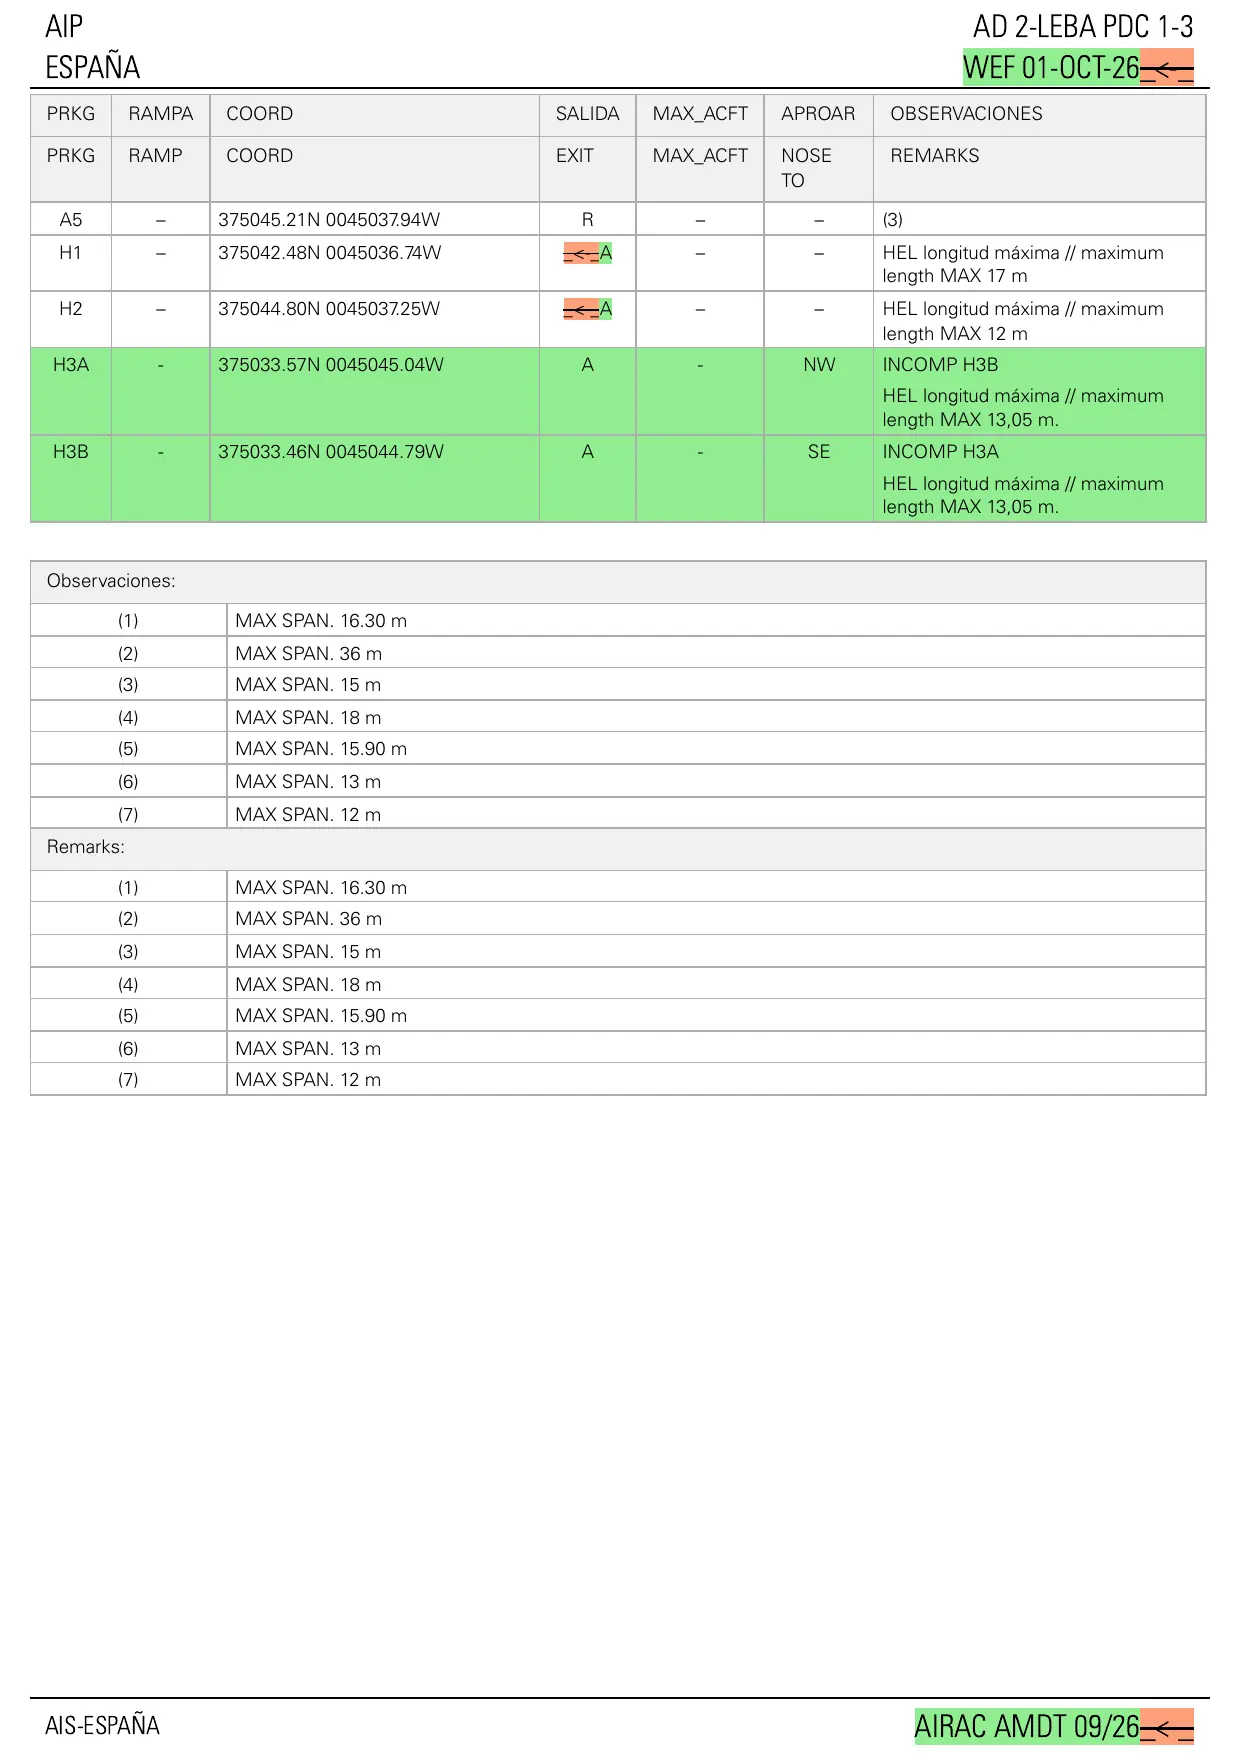 AIP
ESPAÑA
AD 2-LEBA PDC 1-3
WEF 01-OCT-26_<-_
PRKG RAMPA COORD SALIDA MAX_ACFT APROAR OBSERVACIONES
PRKG RAMP COORD EXIT MAX_ACFT NOSE TO REMARKS
A5 – 375045.21N 0045037.94W R – – (3)
H1 – 375042.48N 0045036.74W _<-_A – – HEL longitud máxima // maximum
length MAX 17 m
H2 – 375044.80N 0045037.25W _<-_A – – HEL longitud máxima // maximum
length MAX 12 m
H3A - 375033.57N 0045045.04W A - NW INCOMP H3B
HEL longitud máxima // maximum
length MAX 13,05 m.
H3B - 375033.46N 0045044.79W A - SE INCOMP H3A
HEL longitud máxima // maximum
length MAX 13,05 m.
Observaciones:
(1) MAX SPAN. 16.30 m
(2) MAX SPAN. 36 m
(3) MAX SPAN. 15 m
(4) MAX SPAN. 18 m
(5) MAX SPAN. 15.90 m
(6) MAX SPAN. 13 m
(7) MAX SPAN. 12 m
Remarks:
(1) MAX SPAN. 16.30 m
(2) MAX SPAN. 36 m
(3) MAX SPAN. 15 m
(4) MAX SPAN. 18 m
(5) MAX SPAN. 15.90 m
(6) MAX SPAN. 13 m
(7) MAX SPAN. 12 m
AIS-ESPAÑA
AIRAC AMDT 09/26_<-_